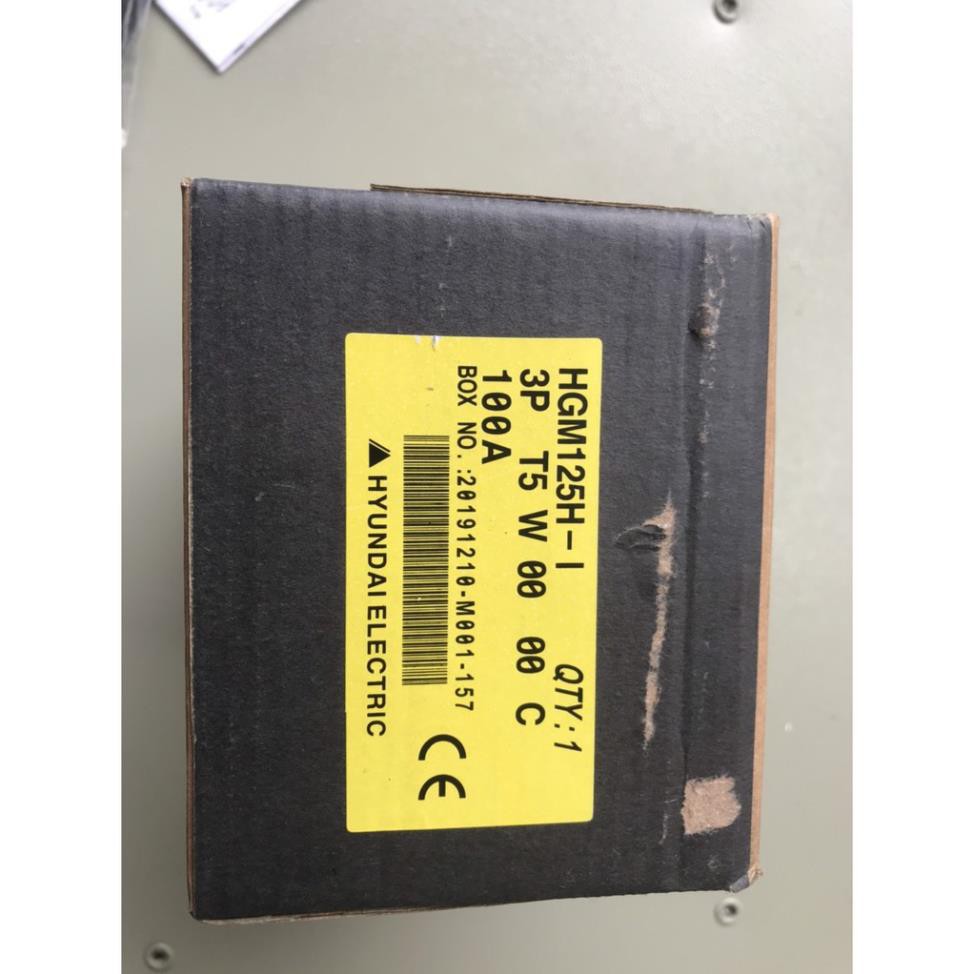 HGM125H-I QTY:1
3P T5 W 00 00 C
100A
BOX NO.:20191210-M001-157
CE
HYUNDAI ELECTRIC